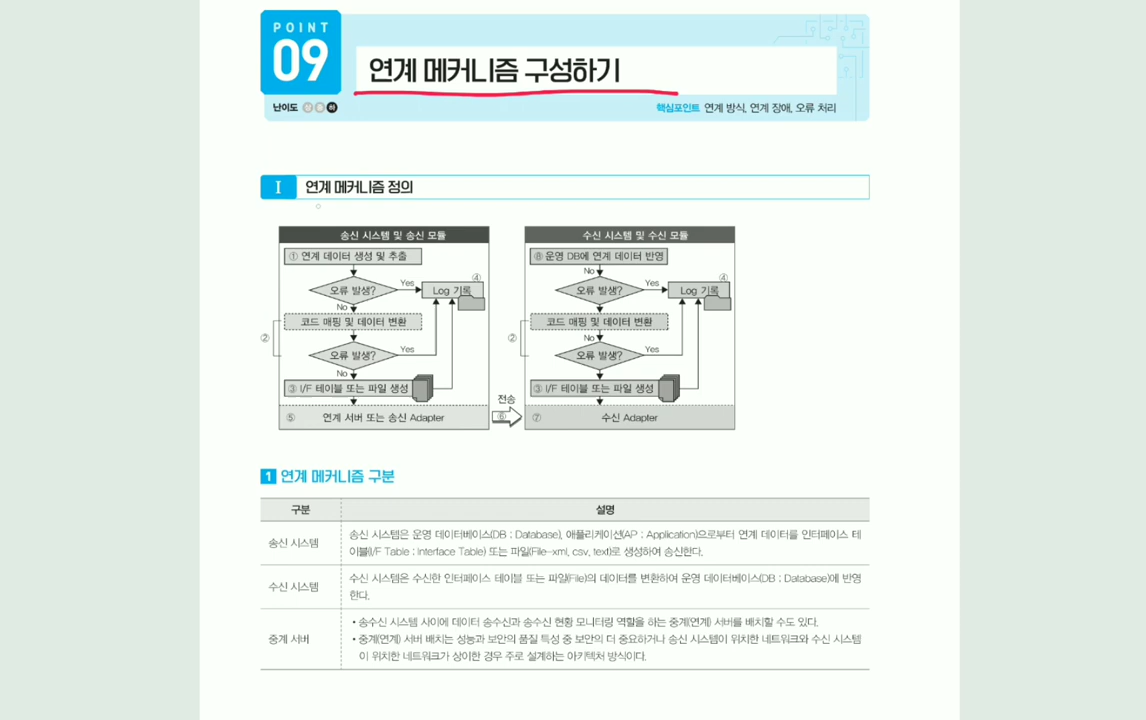 POINT
09
연계 메커니즘 구성하기
난이도 상 중 하
핵심포인트 연계 방식, 연계 장애, 오류 처리
I 연계 메커니즘 정의
송신 시스템 및 송신 모듈
① 연계 데이터 생성 및 추출
오류 발생?
Yes
④
Log 기록
No
②
코드 매핑 및 데이터 변환
오류 발생?
Yes
No
③ I/F 테이블 또는 파일 생성
⑤ 연계 서버 또는 송신 Adapter
전송
⑥
수신 시스템 및 수신 모듈
⑧ 운영 DB에 연계 데이터 반영
No
오류 발생?
Yes
④
Log 기록
②
코드 매핑 및 데이터 변환
No
오류 발생?
Yes
③ I/F 테이블 또는 파일 생성
⑦ 수신 Adapter
1 연계 메커니즘 구분
구분 설명
송신 시스템
송신 시스템은 운영 데이터베이스(DB ; Database), 애플리케이션(AP ; Application)으로부터 연계 데이터를 인터페이스 테
이블(I/F Table ; Interface Table) 또는 파일(File-xml, csv, text)로 생성하여 송신한다.
수신 시스템
수신 시스템은 수신한 인터페이스 테이블 또는 파일(File)의 데이터를 변환하여 운영 데이터베이스(DB ; Database)에 반영
한다.
중계 서버
• 송수신 시스템 사이에 데이터 송수신과 송수신 현황 모니터링 역할을 하는 중계(연계) 서버를 배치할 수도 있다.
• 중계(연계) 서버 배치는 성능과 보안의 품질 특성 중 보안의 더 중요하거나 송신 시스템이 위치한 네트워크와 수신 시스템
이 위치한 네트워크가 상이한 경우 주로 설계하는 아키텍처 방식이다.